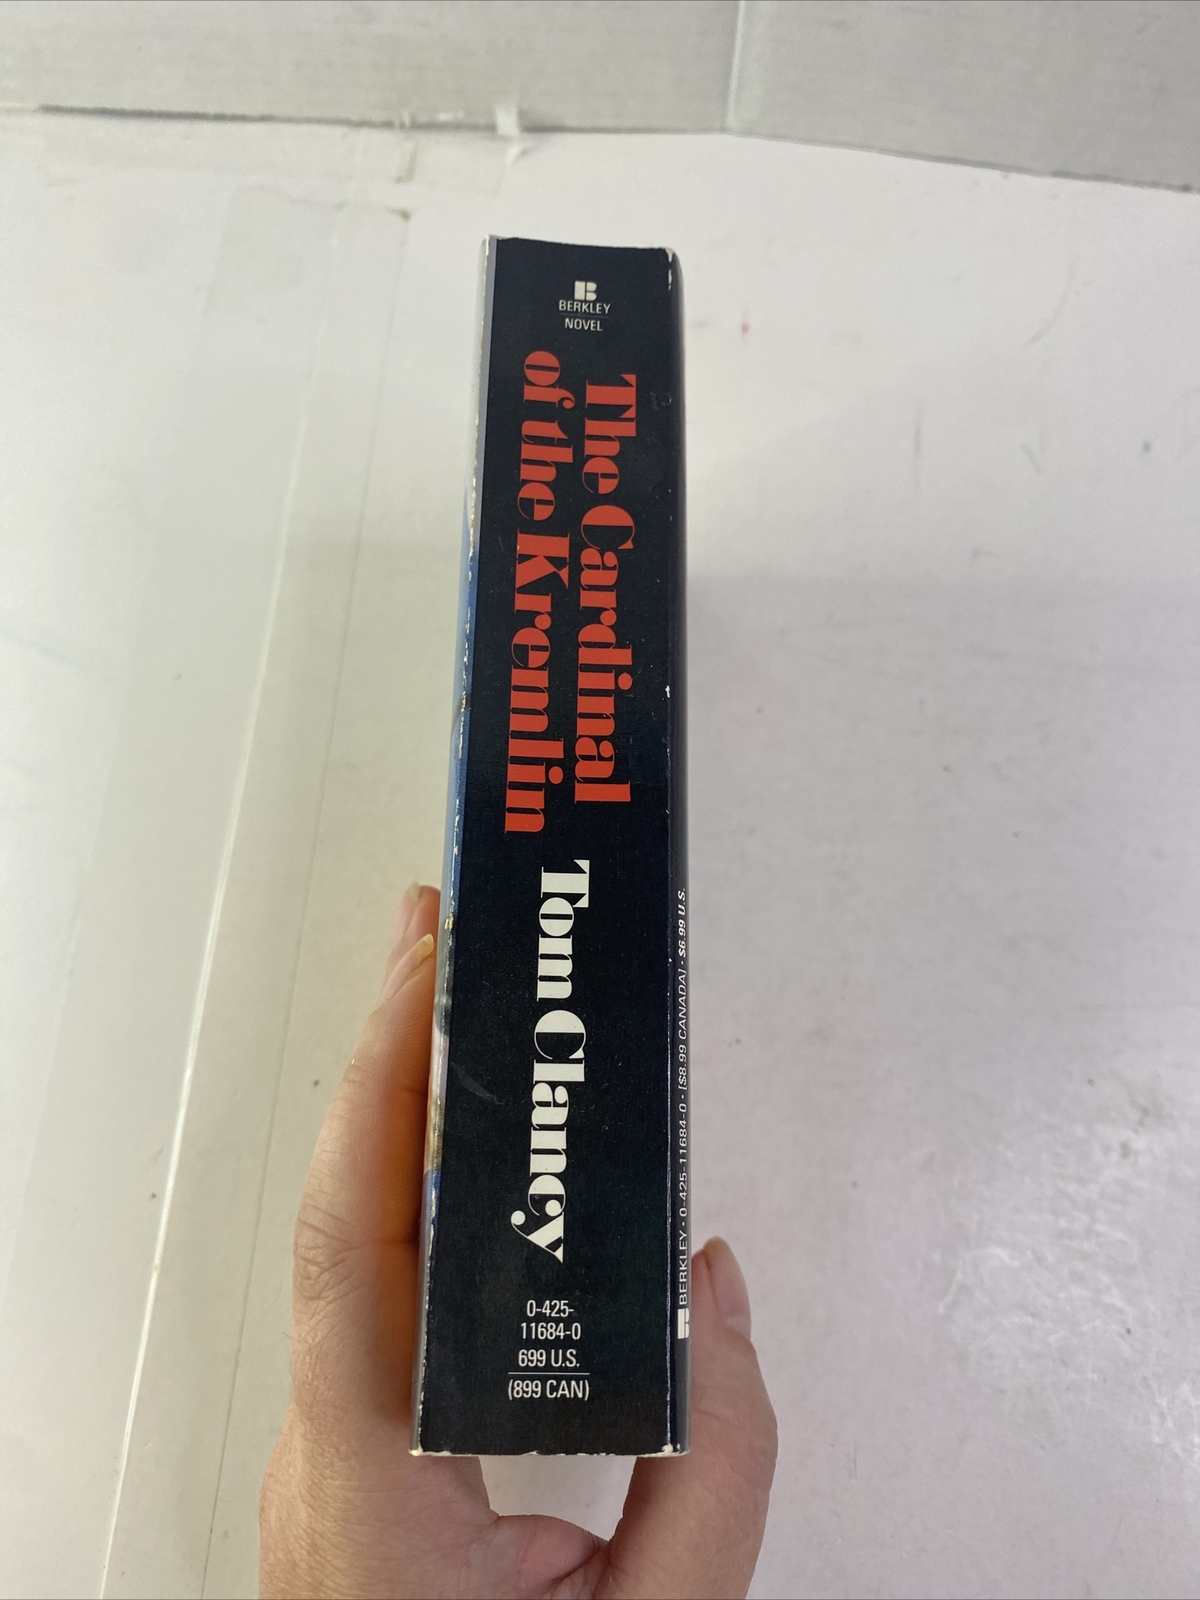 B
BERKLEY
NOVEL
The Cardinal
of the Kremlin
Tom Clancy
0-425-
11684-0
699 U.S.
(899 CAN)
B BERKLEY • 0-425-11684-0 • [$8.99 CANADA] • $6.99 U.S.